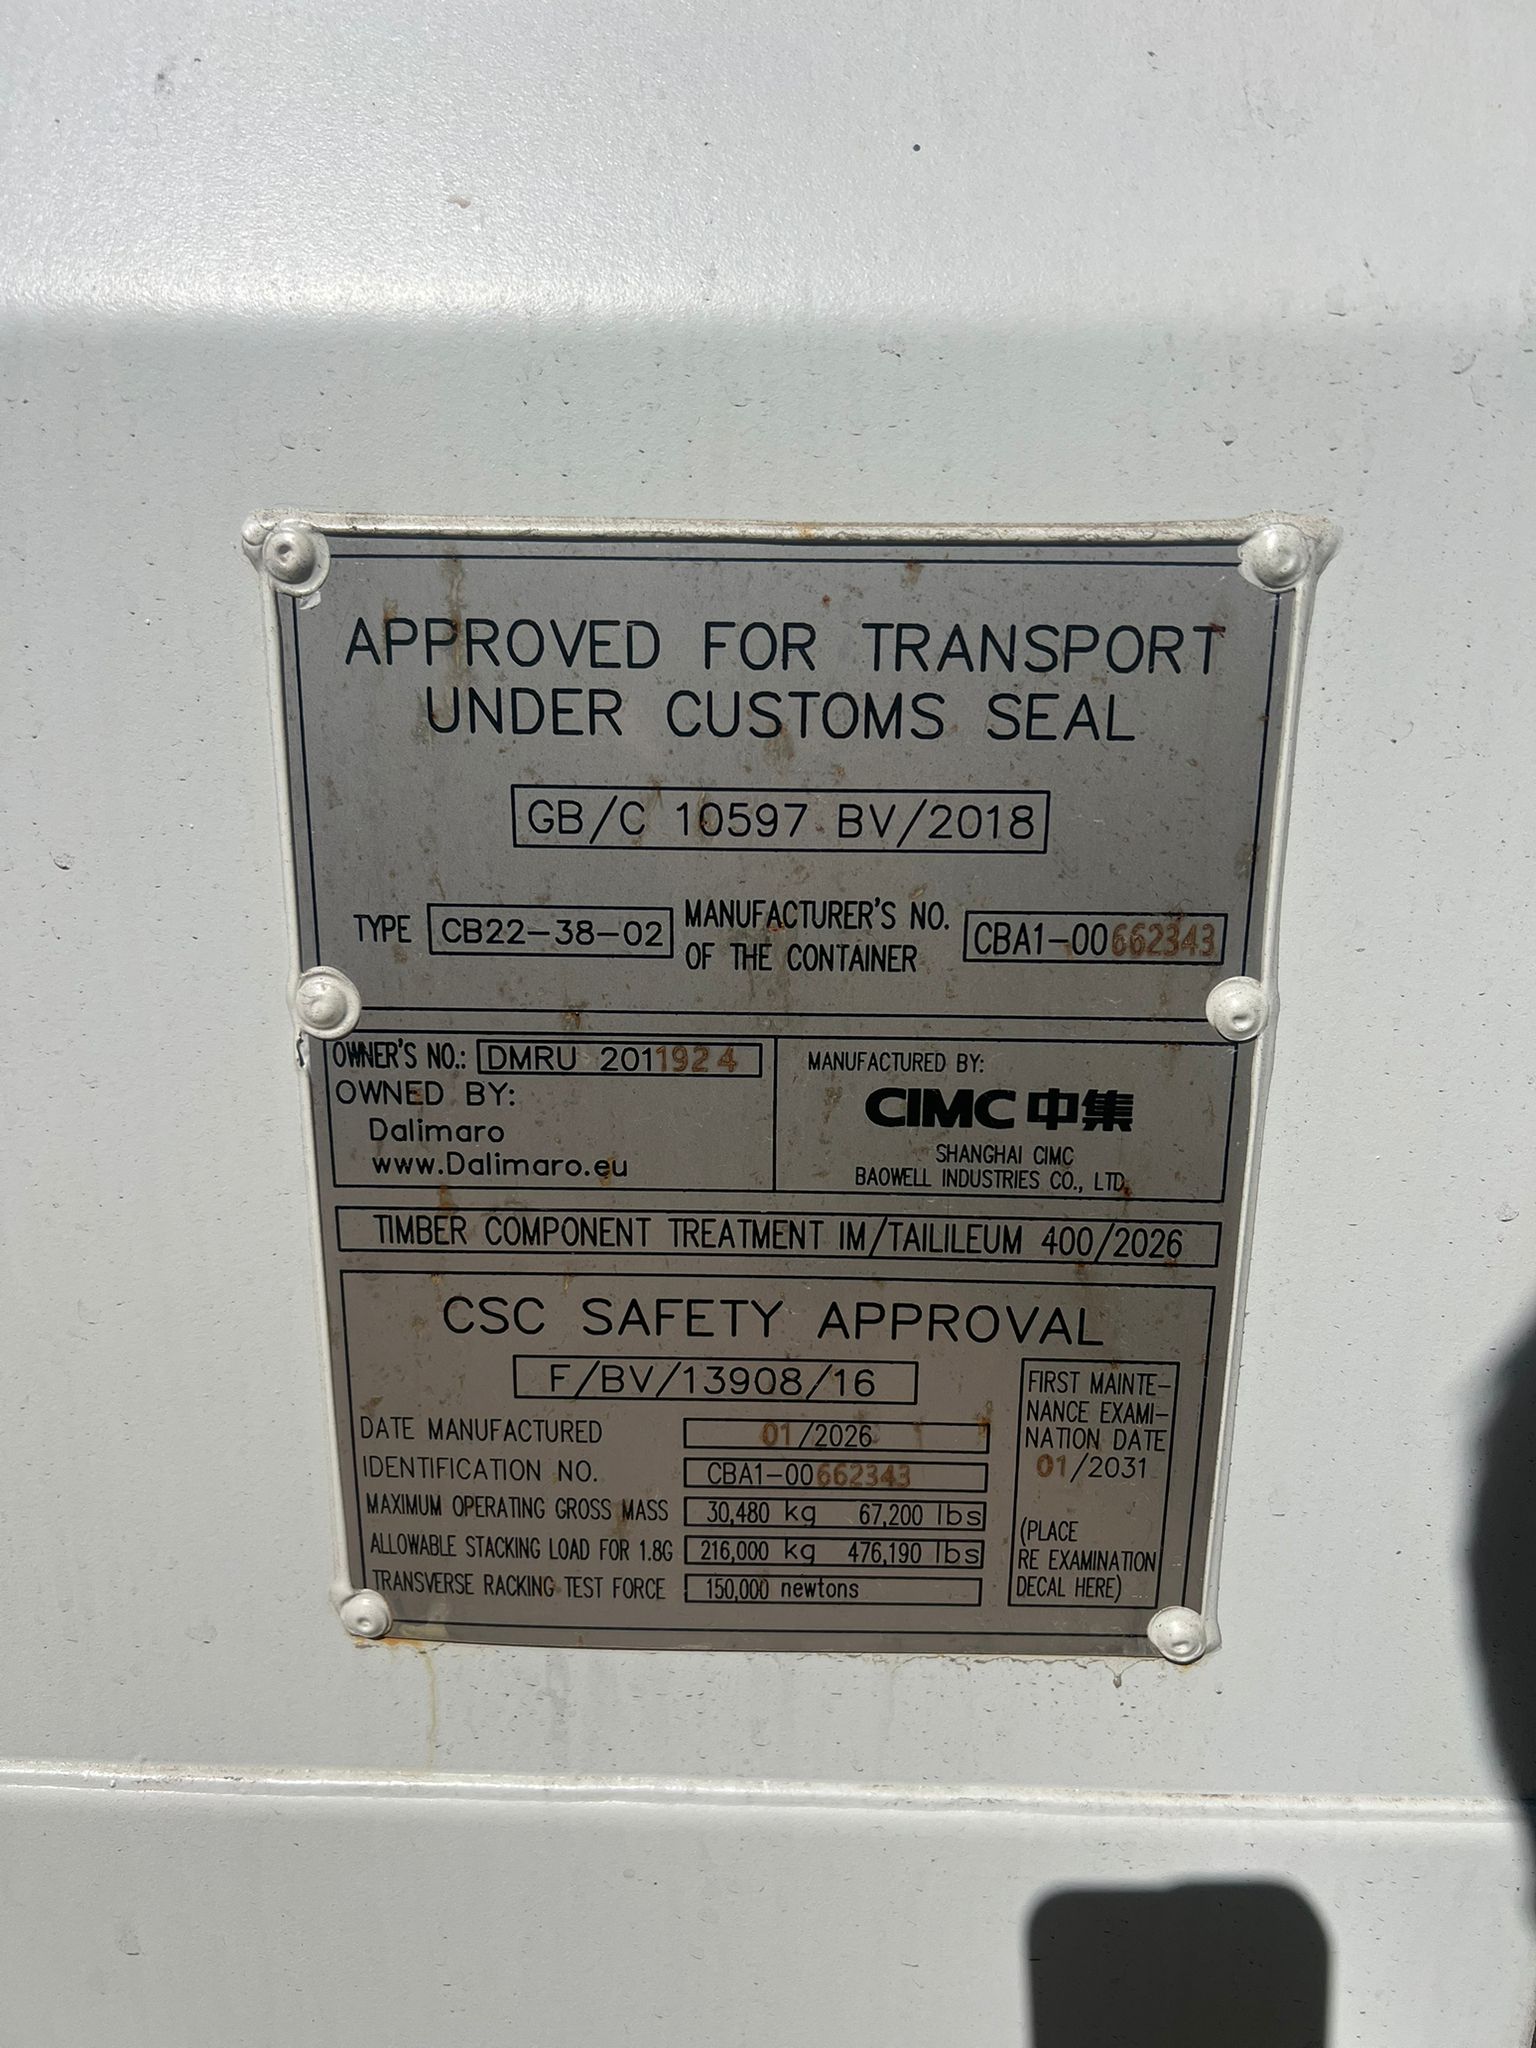 APPROVED FOR TRANSPORT
UNDER CUSTOMS SEAL
GB/C 10597 BV/2018
TYPE CB22-38-02 MANUFACTURER'S NO. OF THE CONTAINER CBA1-00662343
OWNER'S NO.: DMRU 2011924
OWNED BY:
Dalimaro
www.Dalimaro.eu
MANUFACTURED BY:
CIMC 中集
SHANGHAI CIMC
BAOWELL INDUSTRIES CO., LTD.
TIMBER COMPONENT TREATMENT IM/TAILILEUM 400/2026
CSC SAFETY APPROVAL
F/BV/13908/16
DATE MANUFACTURED 01/2026
IDENTIFICATION NO. CBA1-00662343
MAXIMUM OPERATING GROSS MASS 30,480 kg 67,200 lbs
ALLOWABLE STACKING LOAD FOR 1.8G 216,000 kg 476,190 lbs
TRANSVERSE RACKING TEST FORCE 150,000 newtons
FIRST MAINTE-
NANCE EXAMI-
NATION DATE
01/2031
(PLACE
RE EXAMINATION
DECAL HERE)